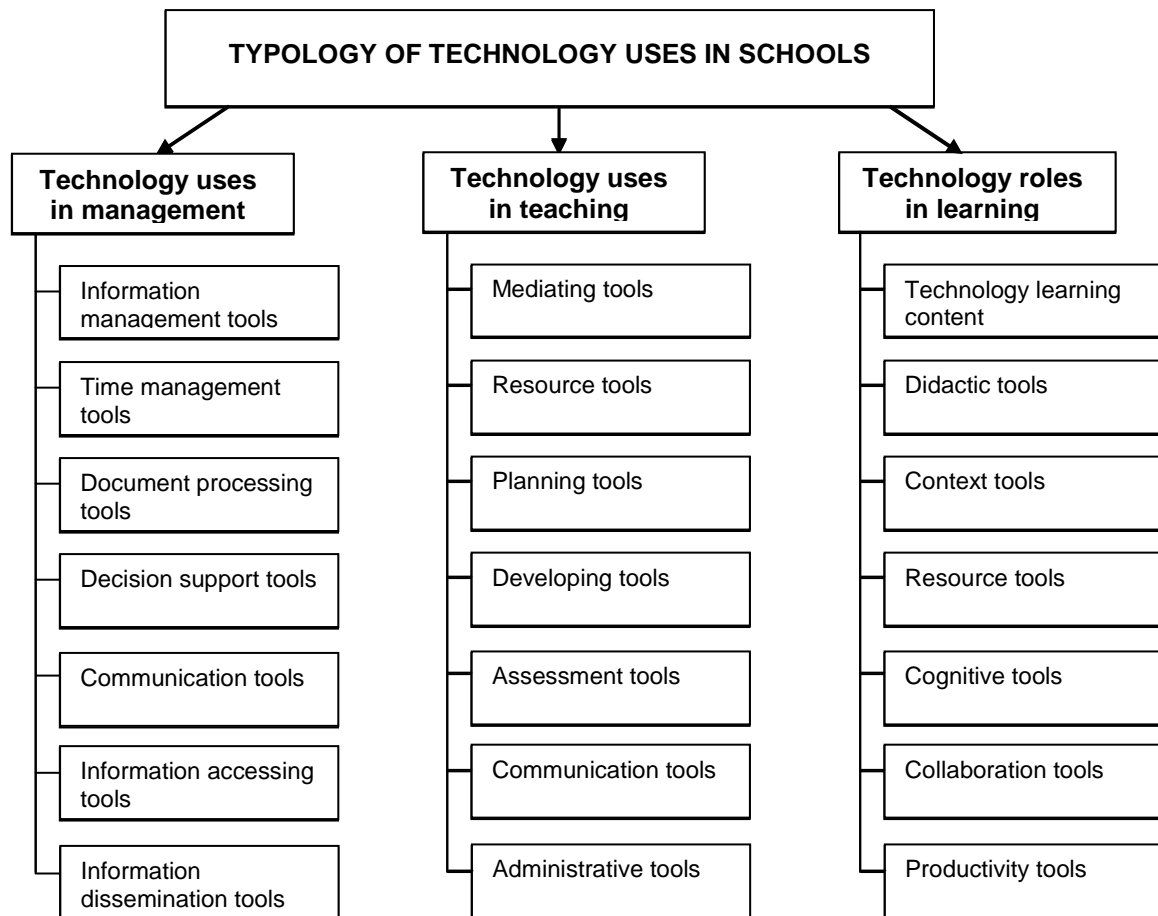 TYPOLOGY OF TECHNOLOGY USES IN SCHOOLS
Technology uses
in management
Information
management tools
Time management
tools
Document processing
tools
Decision support tools
Communication tools
Information accessing
tools
Information
dissemination tools
Technology uses
in teaching
Mediating tools
Resource tools
Planning tools
Developing tools
Assessment tools
Communication tools
Administrative tools
Technology roles
in learning
Technology learning
content
Didactic tools
Context tools
Resource tools
Cognitive tools
Collaboration tools
Productivity tools